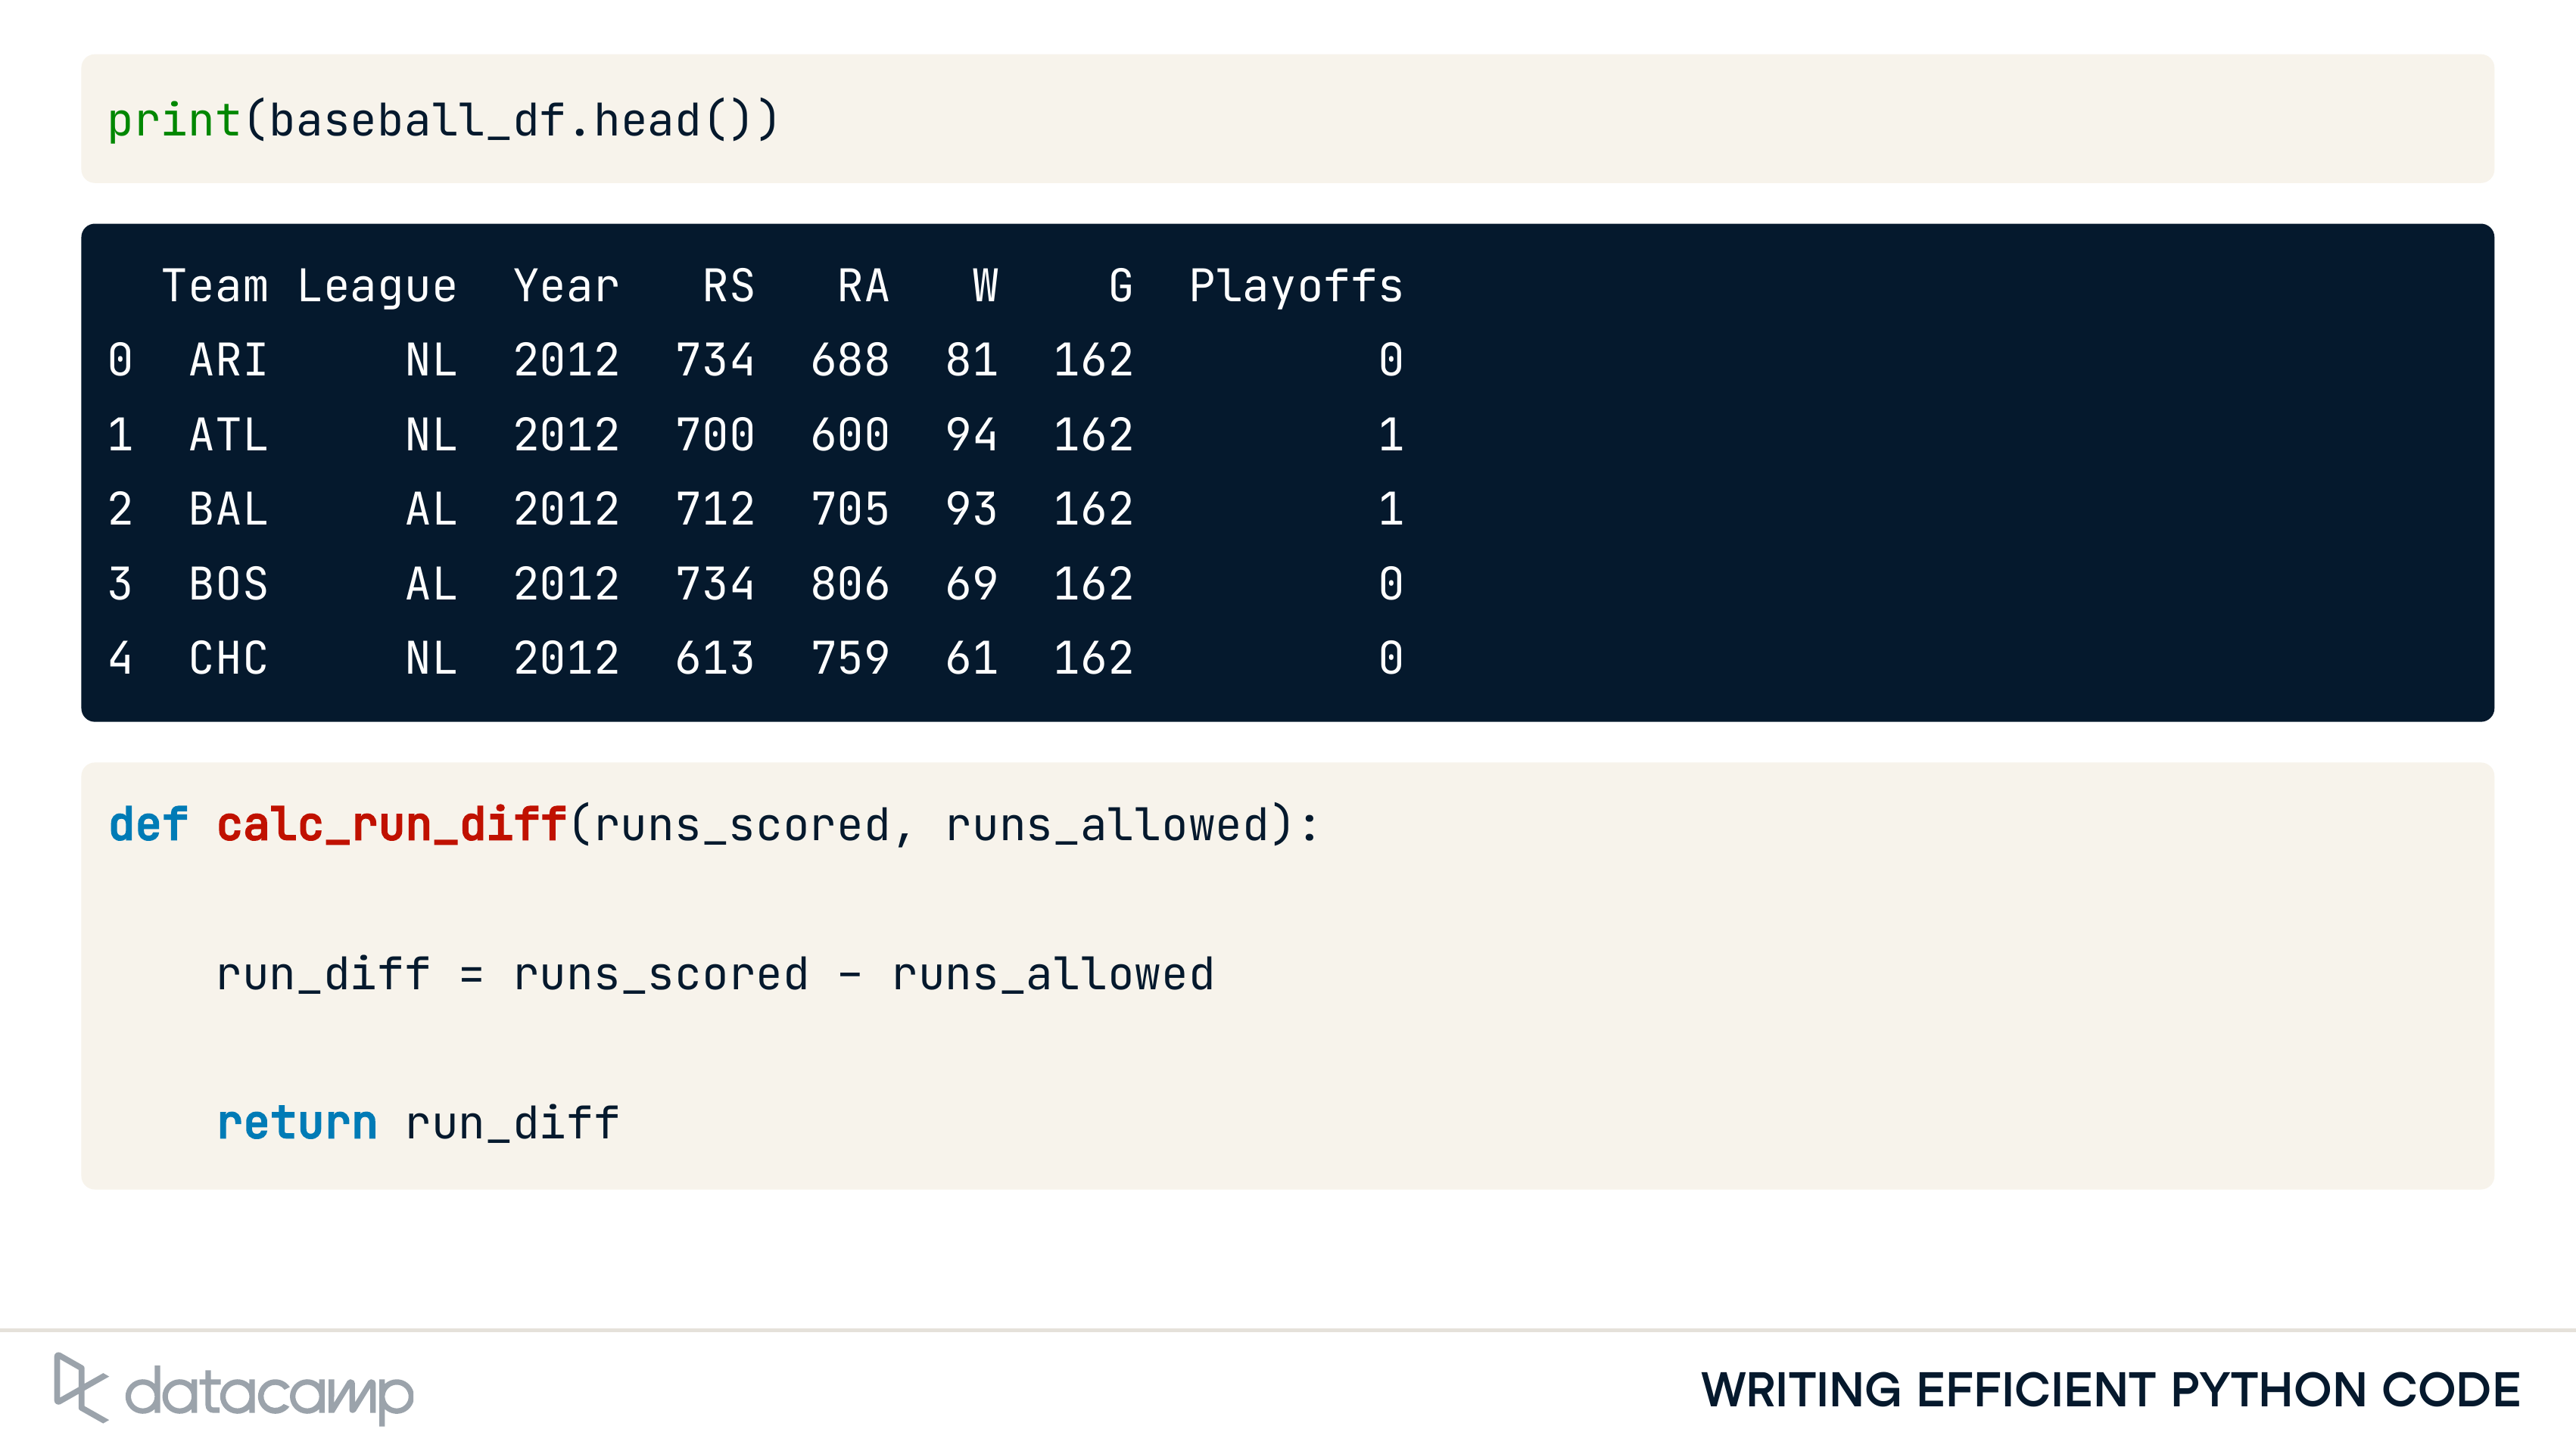 print(baseball_df.head())
   Team League  Year   RS   RA   W    G  Playoffs
0  ARI     NL  2012  734  688  81  162         0
1  ATL     NL  2012  700  600  94  162         1
2  BAL     AL  2012  712  705  93  162         1
3  BOS     AL  2012  734  806  69  162         0
4  CHC     NL  2012  613  759  61  162         0
def calc_run_diff(runs_scored, runs_allowed):
    run_diff = runs_scored - runs_allowed
    return run_diff
datacamp
WRITING EFFICIENT PYTHON CODE